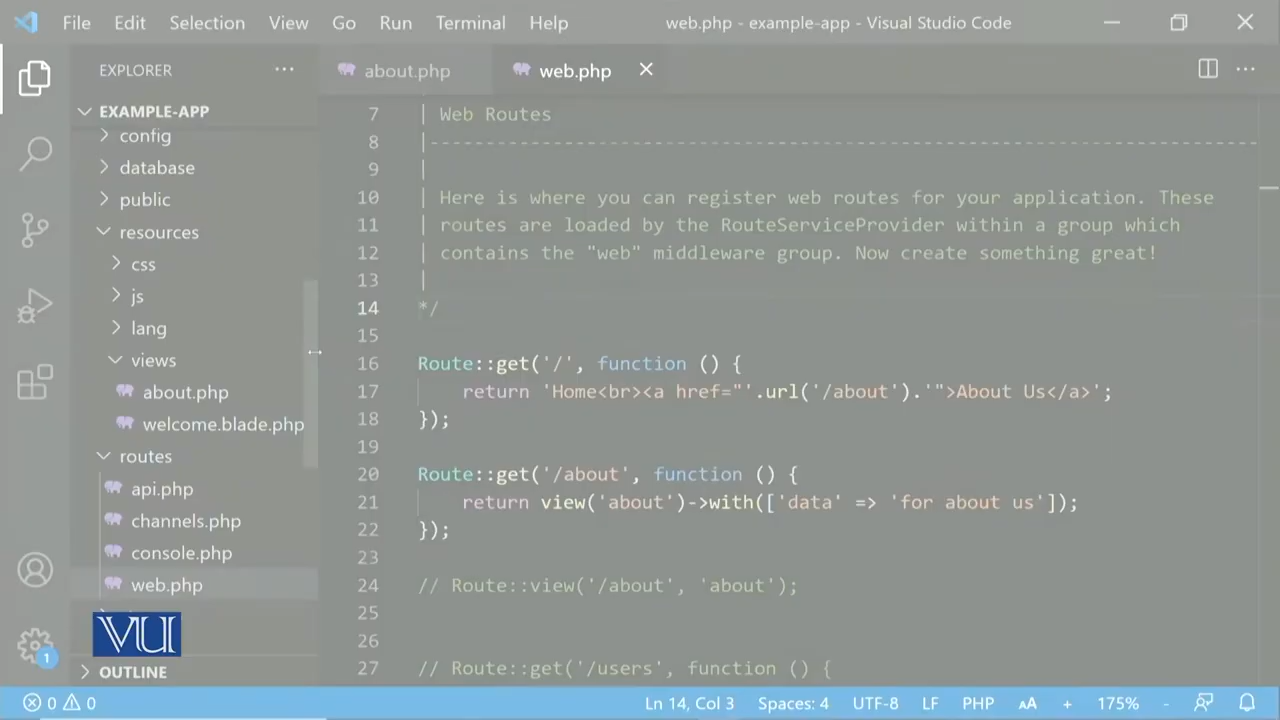 File Edit Selection View Go Run Terminal Help web.php - example-app - Visual Studio Code
EXPLORER
EXAMPLE-APP
config
database
public
resources
css
js
lang
views
about.php
welcome.blade.php
routes
api.php
channels.php
console.php
web.php
VU
OUTLINE
about.php web.php
7 | Web Routes
8 |--------------------------------------------------------------------------
9 |
10 | Here is where you can register web routes for your application. These
11 | routes are loaded by the RouteServiceProvider within a group which
12 | contains the "web" middleware group. Now create something great!
13 |
14 */
15
16 Route::get('/', function () {
17 return 'Home<br><a href="'.url('/about').'">About Us</a>';
18 });
19
20 Route::get('/about', function () {
21 return view('about')->with(['data' => 'for about us']);
22 });
23
24 // Route::view('/about', 'about');
25
26
27 // Route::get('/users', function () {
1
0 0 Ln 14, Col 3 Spaces: 4 UTF-8 LF PHP AA + 175% -